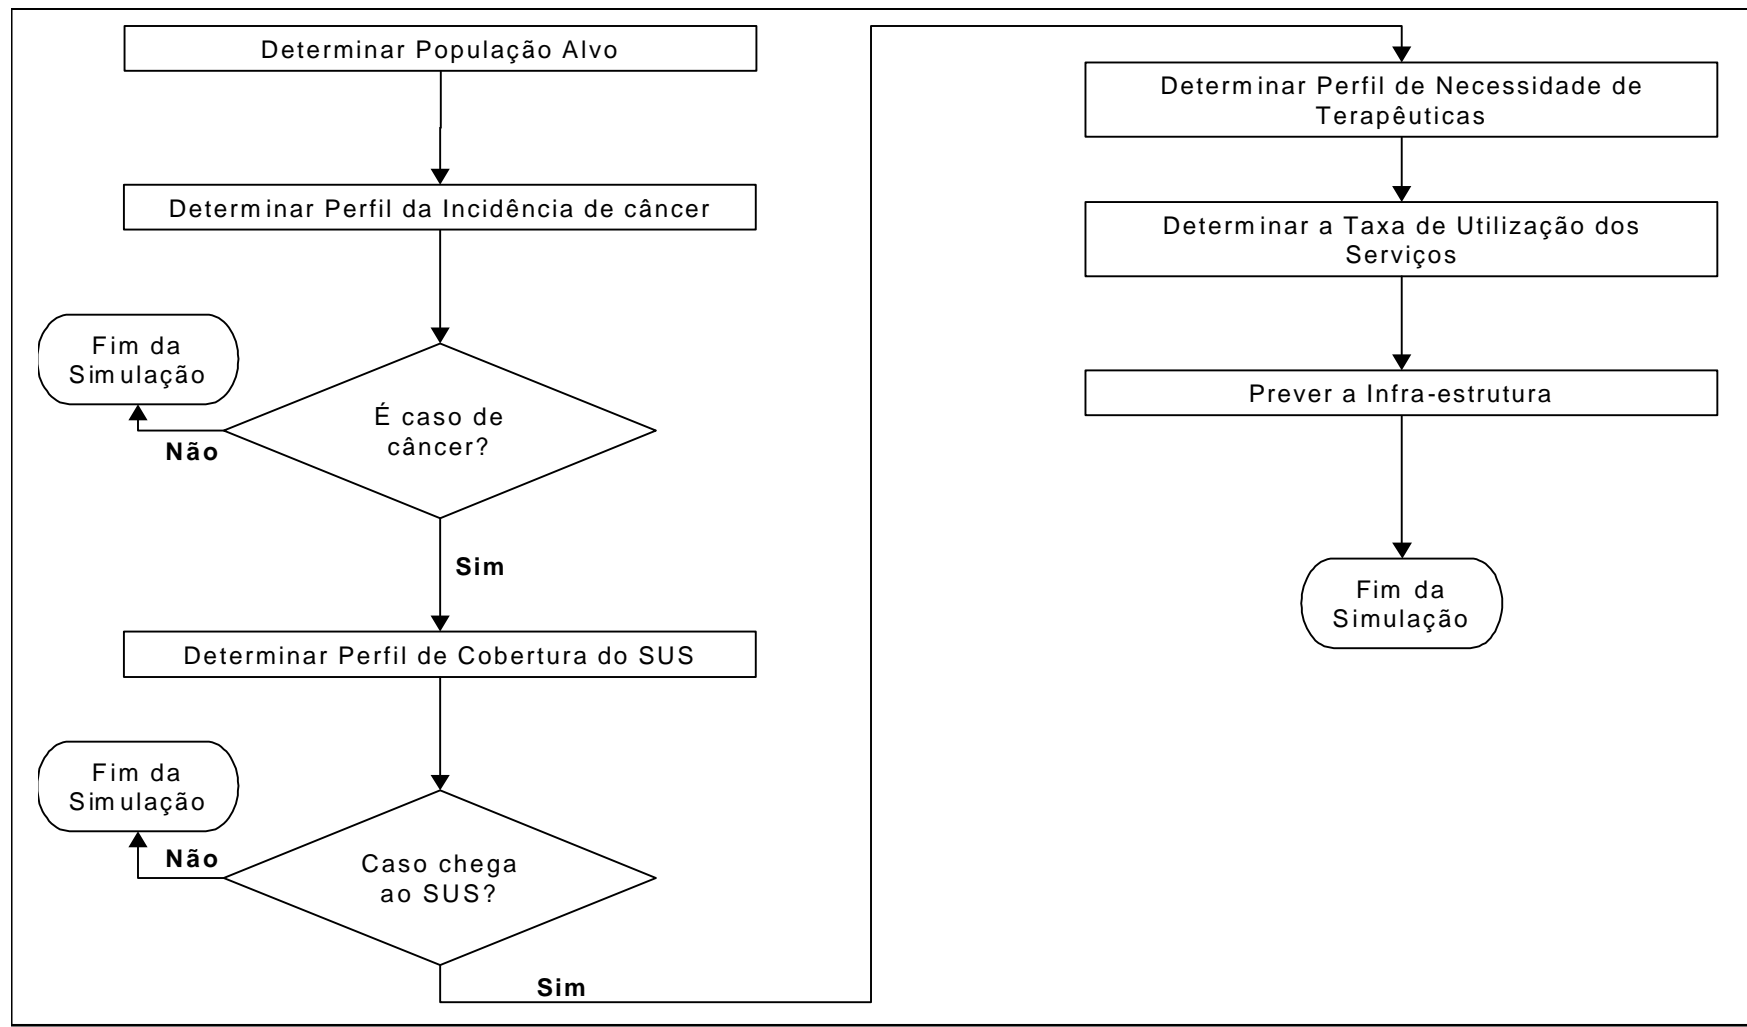 Determinar População Alvo
Determinar Perfil da Incidência de câncer
Fim da
Simulação
É caso de
câncer?
Não
Sim
Determinar Perfil de Cobertura do SUS
Fim da
Simulação
Não
Caso chega
ao SUS?
Sim
Determinar Perfil de Necessidade de
Terapêuticas
Determinar a Taxa de Utilização dos
Serviços
Prever a Infra-estrutura
Fim da
Simulação